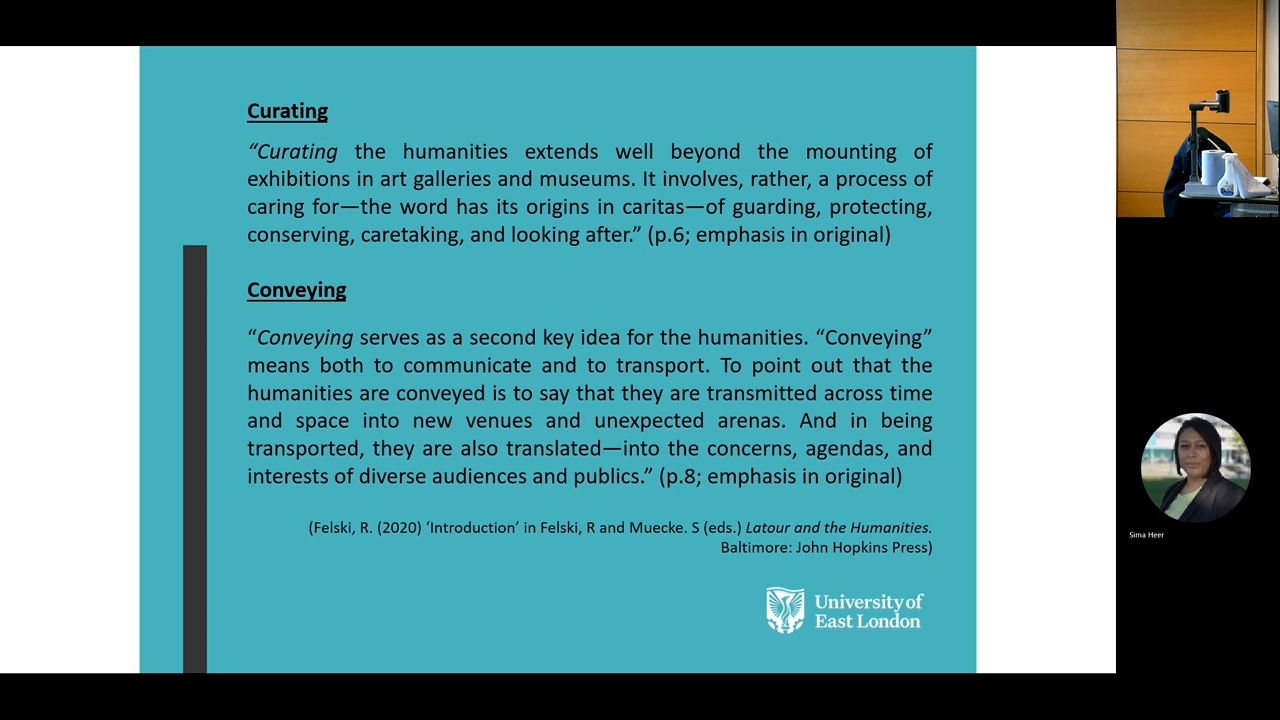 Curating
“Curating the humanities extends well beyond the mounting of
exhibitions in art galleries and museums. It involves, rather, a process of
caring for—the word has its origins in caritas—of guarding, protecting,
conserving, caretaking, and looking after.” (p.6; emphasis in original)
Conveying
“Conveying serves as a second key idea for the humanities. “Conveying”
means both to communicate and to transport. To point out that the
humanities are conveyed is to say that they are transmitted across time
and space into new venues and unexpected arenas. And in being
transported, they are also translated—into the concerns, agendas, and
interests of diverse audiences and publics.” (p.8; emphasis in original)
(Felski, R. (2020) ‘Introduction’ in Felski, R and Muecke. S (eds.) Latour and the Humanities.
Baltimore: John Hopkins Press)
University of
East London
Sima Heer